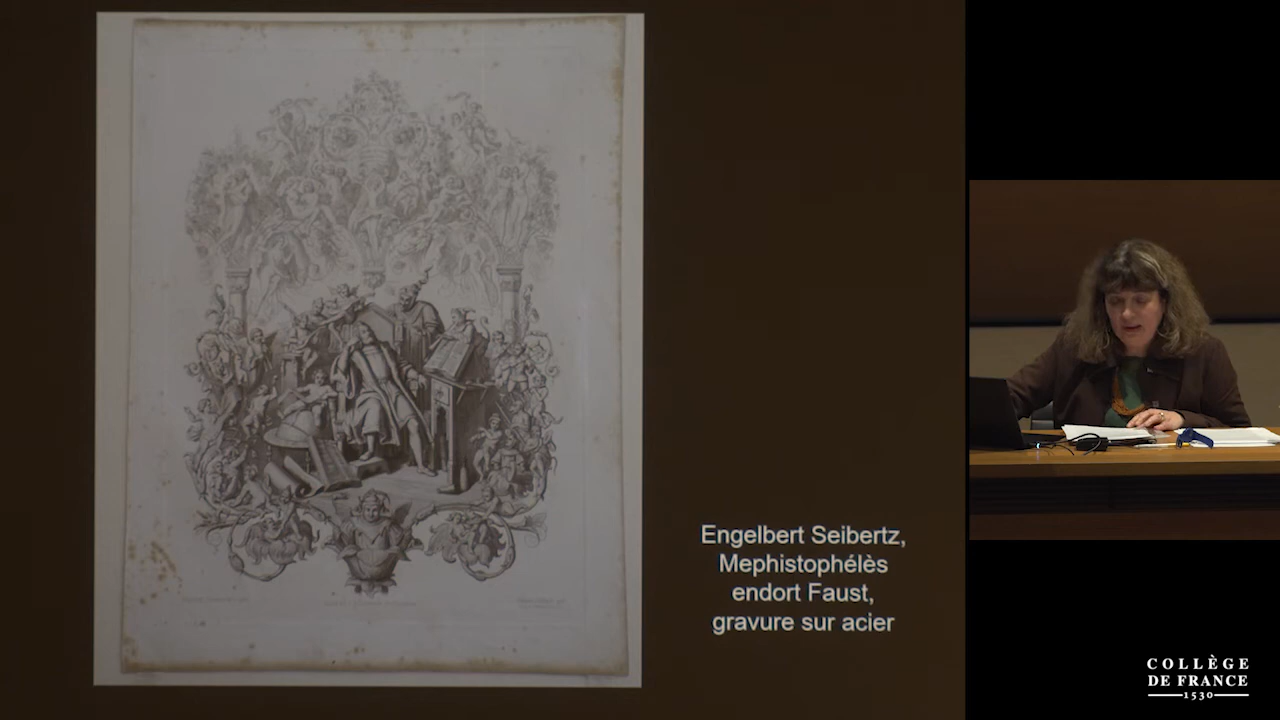 Engelbert Seibertz,
Mephistophélès
endort Faust,
gravure sur acier
COLLÈGE
DE FRANCE
1530